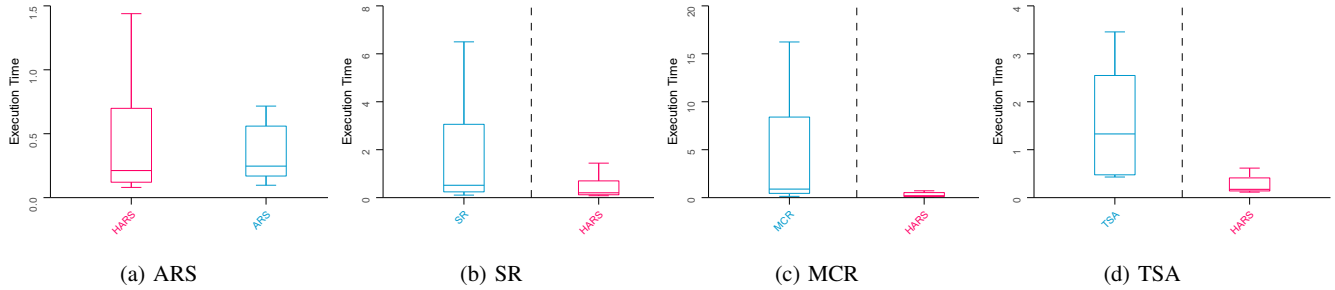 Execution Time
1.5
1.0
0.5
0.0
HARS
ARS
(a) ARS
Execution Time
8
6
4
2
0
SR
HARS
(b) SR
Execution Time
20
15
10
5
0
MCR
HARS
(c) MCR
Execution Time
4
3
2
1
0
TSA
HARS
(d) TSA